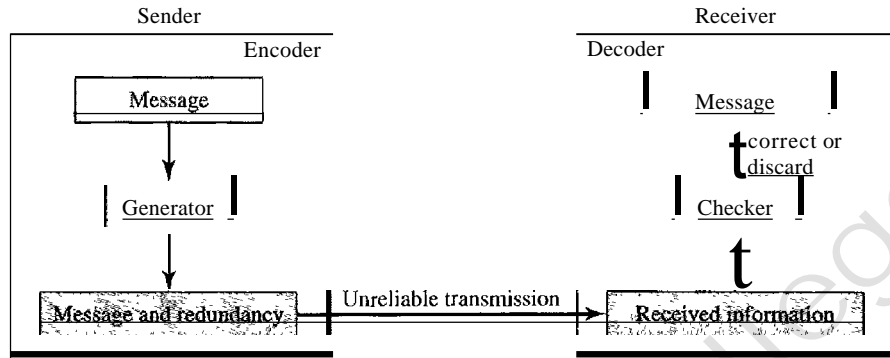 Sender
Receiver
Encoder
Decoder
Message
Message
correct or
discard
Generator
Checker
Unreliable transmission
Message and redundancy
Received information